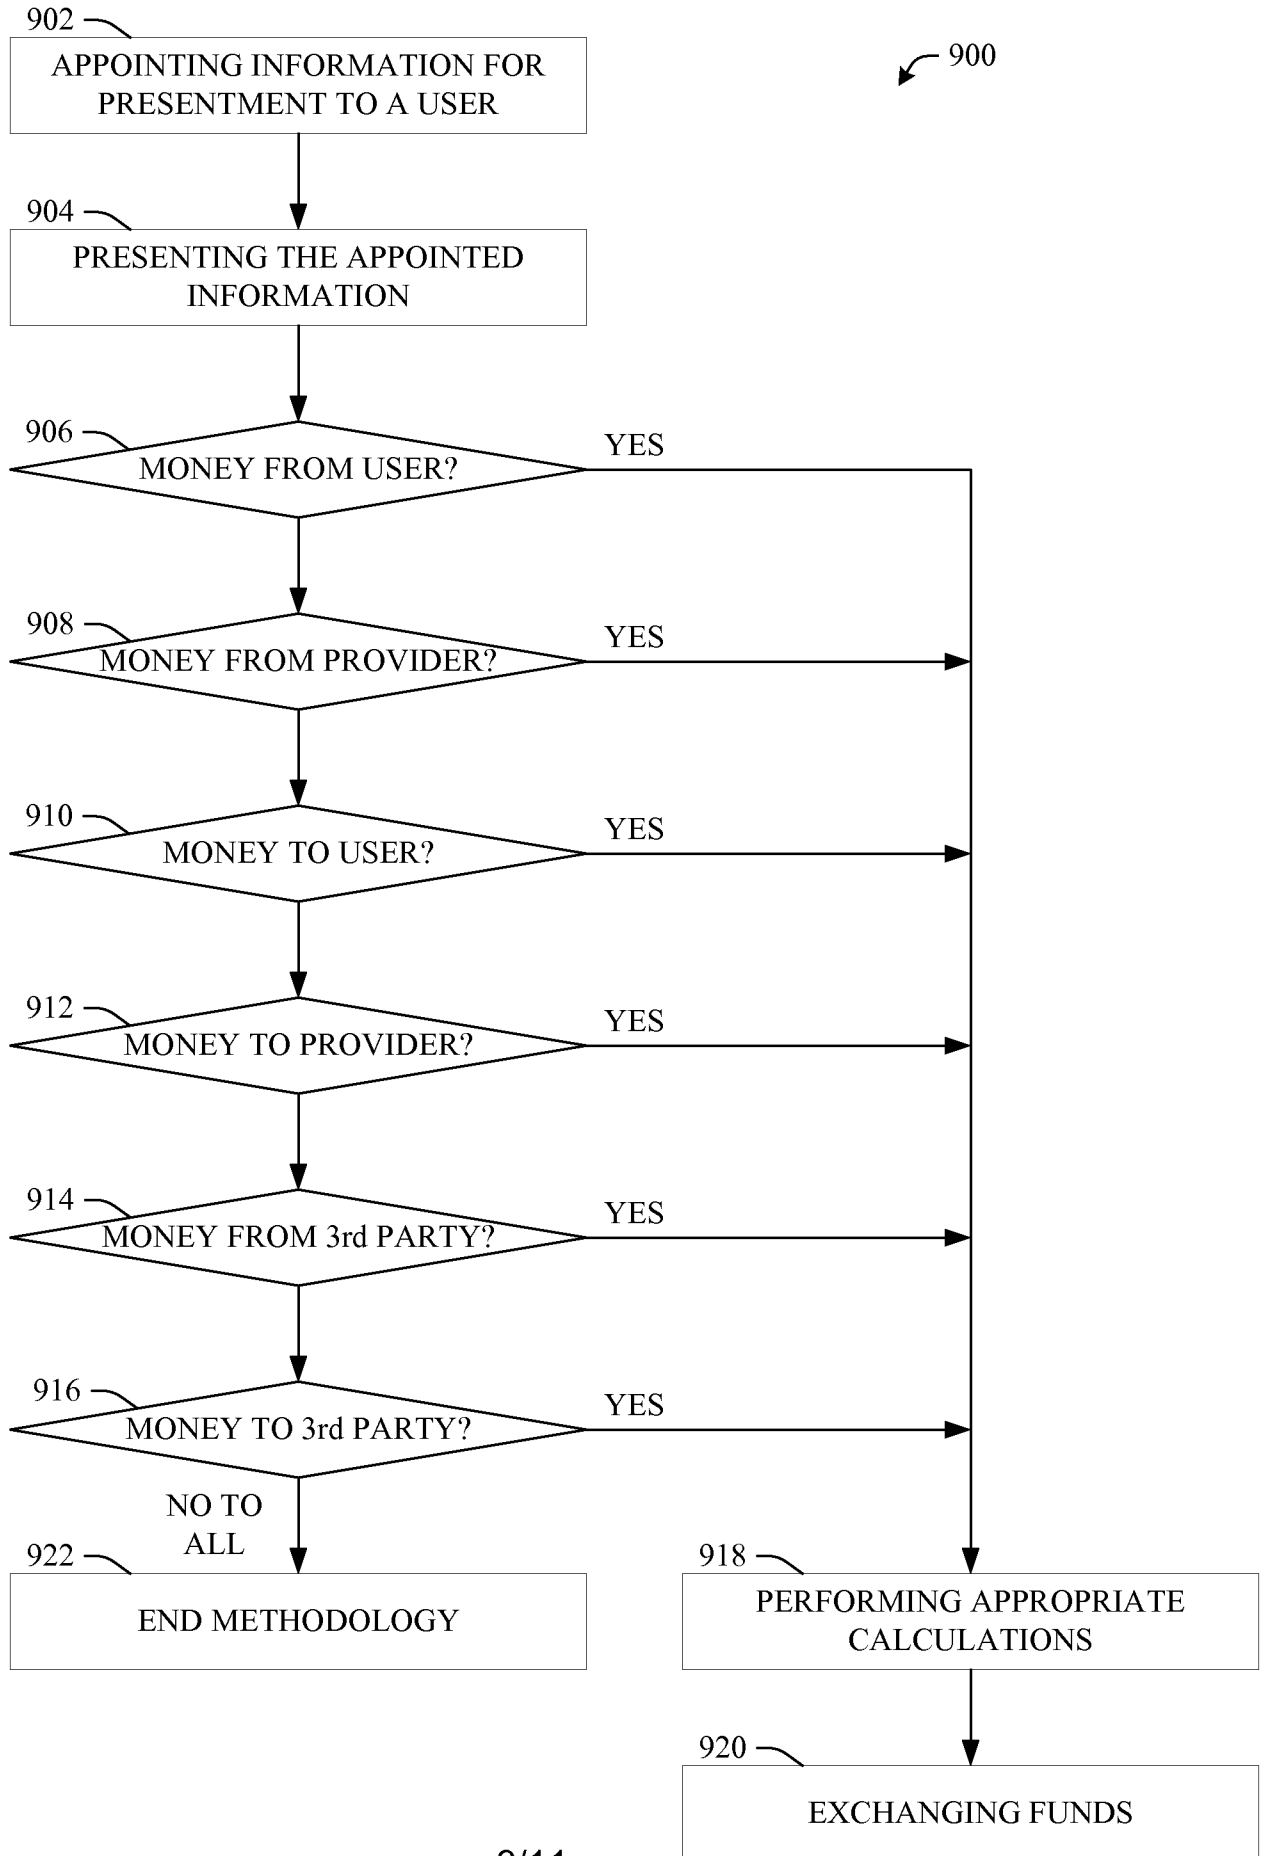 902
900
APPOINTING INFORMATION FOR
PRESENTMENT TO A USER
904
PRESENTING THE APPOINTED
INFORMATION
906
YES
MONEY FROM USER?
908
YES
MONEY FROM PROVIDER?
910
YES
MONEY TO USER?
912
YES
MONEY TO PROVIDER?
914
YES
MONEY FROM 3rd PARTY?
916
YES
MONEY TO 3rd PARTY?
NO TO
ALL
922
END METHODOLOGY
918
PERFORMING APPROPRIATE
CALCULATIONS
920
EXCHANGING FUNDS